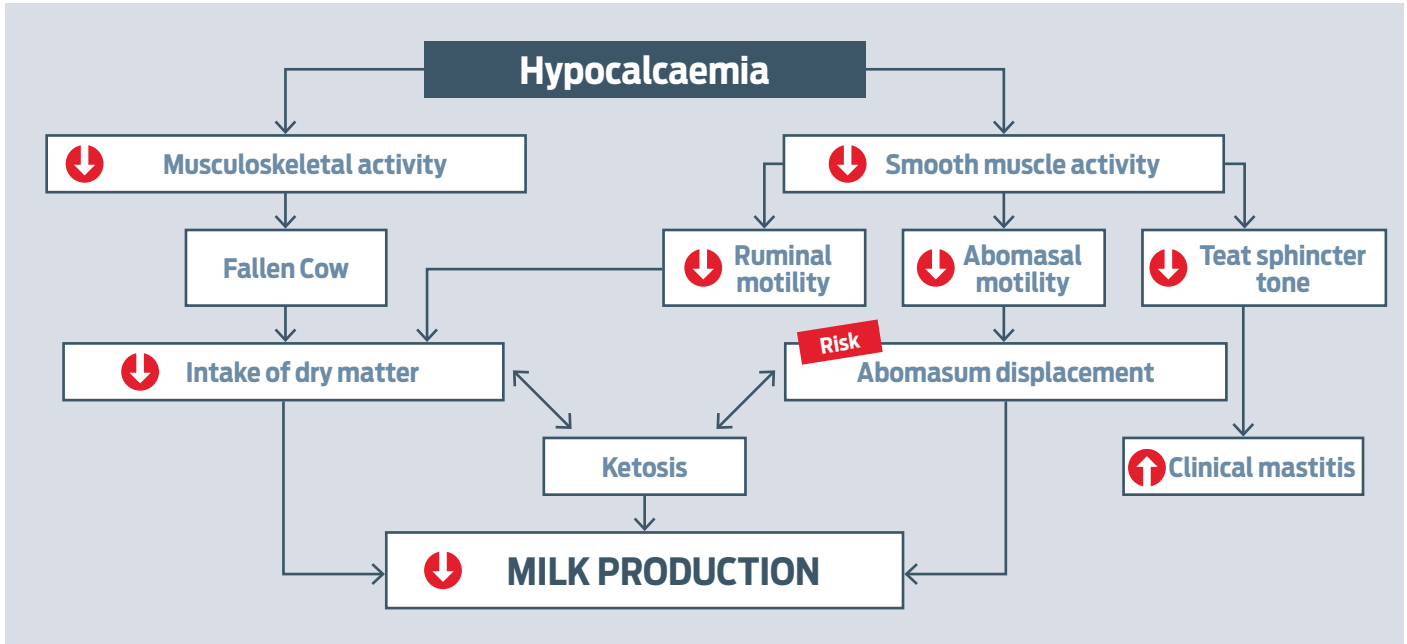 Hypocalcaemia
Musculoskeletal activity
Smooth muscle activity
Fallen Cow
Ruminal
motility
Abomasal
motility
Teat sphincter
tone
Intake of dry matter
Risk
Abomasum displacement
Ketosis
Clinical mastitis
MILK PRODUCTION